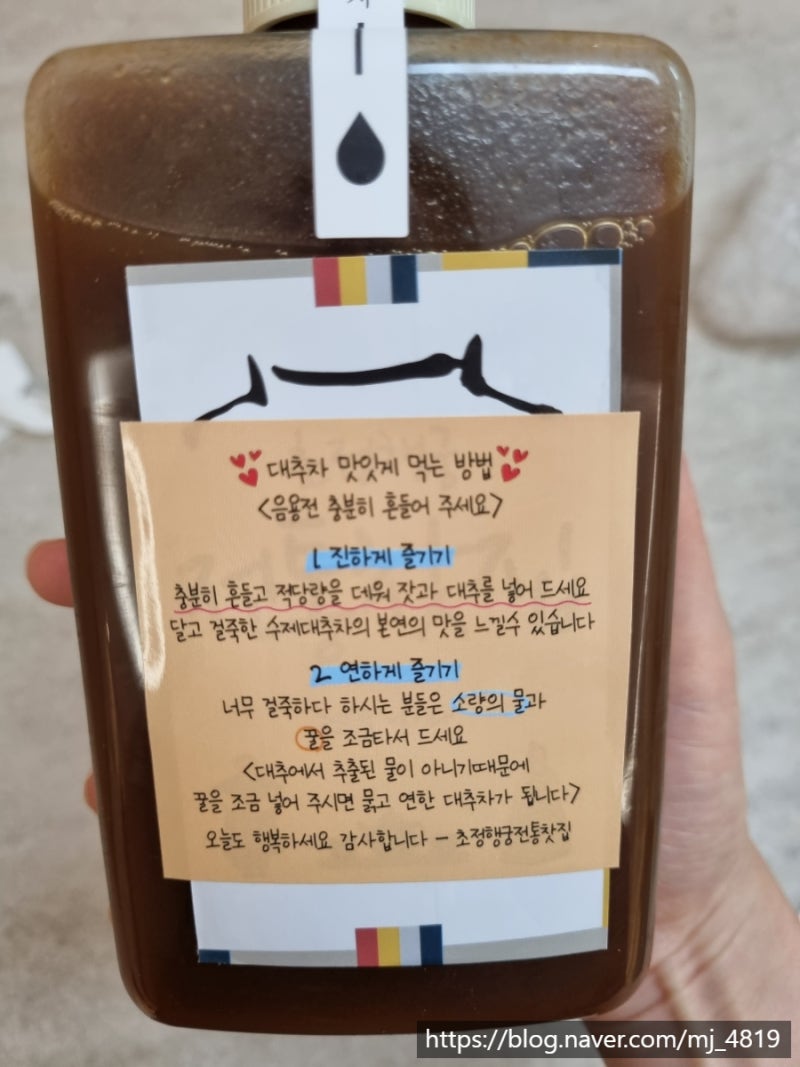 대추차 맛있게 먹는 방법
<음용전 충분히 흔들어 주세요>
1. 진하게 즐기기
충분히 흔들고 적당량을 데워 잣과 대추를 넣어 드세요
달고 걸죽한 수제대추차의 본연의 맛을 느낄수 있습니다
2 연하게 즐기기
너무 걸죽하다 하시는 분들은 소량의 물과
꿀을 조금타서 드세요
<대추에서 추출된 물이 아니기때문에
꿀을 조금 넣어 주시면 묽고 연한 대추차가 됩니다>
오늘도 행복하세요 감사합니다 - 초정행궁전통찻집
https://blog.naver.com/mj_4819